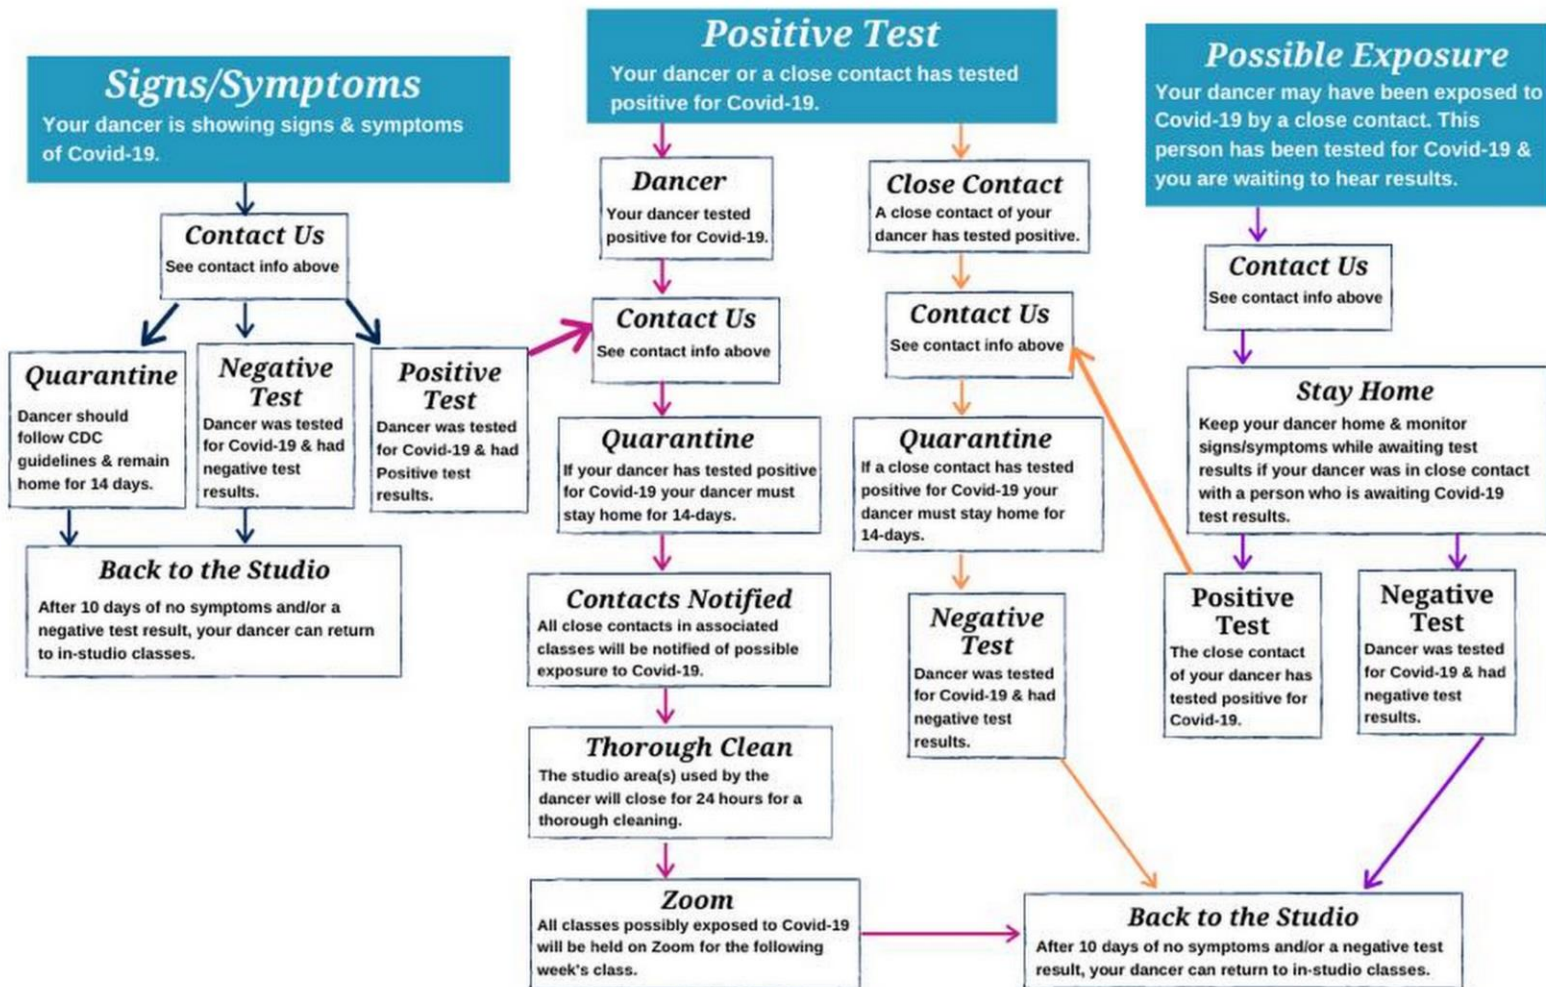 Signs/Symptoms
Your dancer is showing signs & symptoms
of Covid-19.
Contact Us
See contact info above
Quarantine
Dancer should
follow CDC
guidelines & remain
home for 14 days.
Negative
Test
Dancer was tested
for Covid-19 & had
negative test
results.
Positive
Test
Dancer was tested
for Covid-19 & had
Positive test
results.
Back to the Studio
After 10 days of no symptoms and/or a
negative test result, your dancer can return
to in-studio classes.
Positive Test
Your dancer or a close contact has tested
positive for Covid-19.
Dancer
Your dancer tested
positive for Covid-19.
Contact Us
See contact info above
Quarantine
If your dancer has tested positive
for Covid-19 your dancer must
stay home for 14-days.
Contacts Notified
All close contacts in associated
classes will be notified of possible
exposure to Covid-19.
Thorough Clean
The studio area(s) used by the
dancer will close for 24 hours for a
thorough cleaning.
Zoom
All classes possibly exposed to Covid-19
will be held on Zoom for the following
week's class.
Close Contact
A close contact of your
dancer has tested positive.
Contact Us
See contact info above
Quarantine
If a close contact has tested
positive for Covid-19 your
dancer must stay home for
14-days.
Negative
Test
Dancer was tested
for Covid-19 & had
negative test
results.
Possible Exposure
Your dancer may have been exposed to
Covid-19 by a close contact. This
person has been tested for Covid-19 &
you are waiting to hear results.
Contact Us
See contact info above
Stay Home
Keep your dancer home & monitor
signs/symptoms while awaiting test
results if your dancer was in close contact
with a person who is awaiting Covid-19
test results.
Positive
Test
The close contact
of your dancer has
tested positive for
Covid-19.
Negative
Test
Dancer was tested
for Covid-19 & had
negative test
results.
Back to the Studio
After 10 days of no symptoms and/or a negative test
result, your dancer can return to in-studio classes.